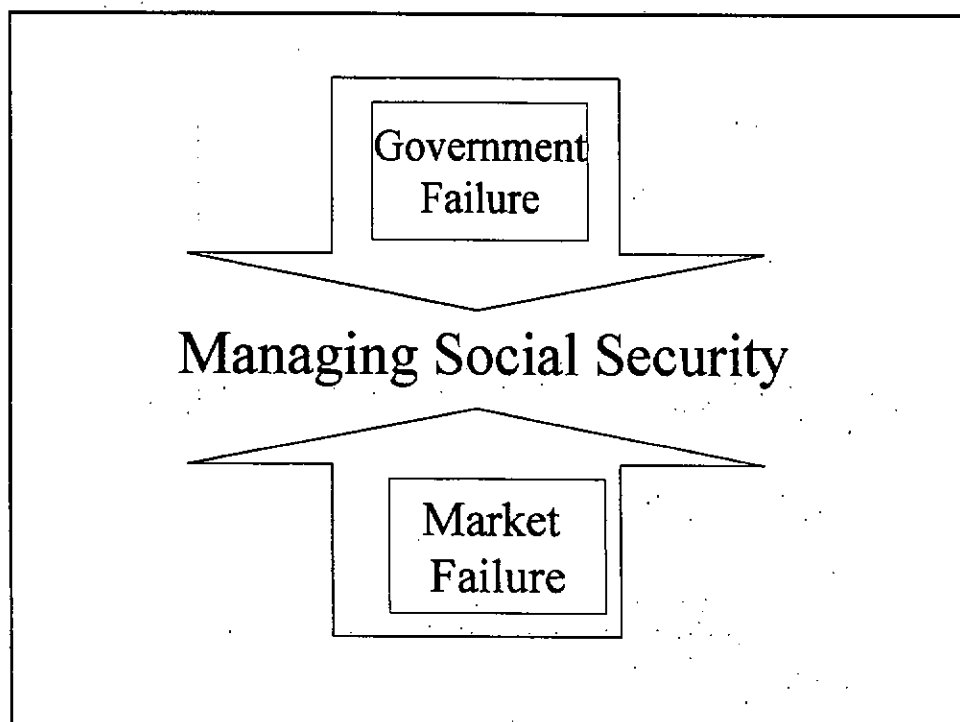 Government
Failure
Managing Social Security
Market
Failure